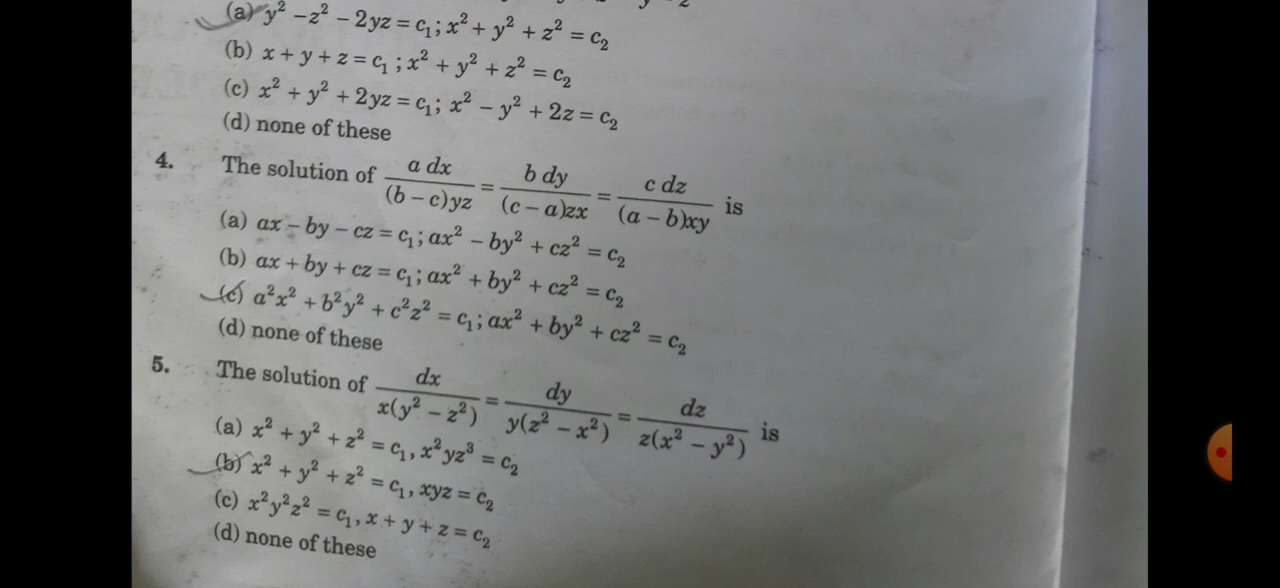 (a) y² – z² – 2yz = c₁; x² + y² + z² = c₂
(b) x + y + z = c₁ ; x² + y² + z² = c₂
(c) x² + y² + 2yz = c₁; x² – y² + 2z = c₂
(d) none of these
4. The solution of a dx/(b – c)yz = b dy/(c – a)zx = c dz/(a – b)xy is
(a) ax – by – cz = c₁; ax² – by² + cz² = c₂
(b) ax + by + cz = c₁; ax² + by² + cz² = c₂
(c) a²x² + b²y² + c²z² = c₁; ax² + by² + cz² = c₂
(d) none of these
5. The solution of dx/x(y² – z²) = dy/y(z² – x²) = dz/z(x² – y²) is
(a) x² + y² + z² = c₁, x²yz³ = c₂
(b) x² + y² + z² = c₁, xyz = c₂
(c) x²y²z² = c₁, x + y + z = c₂
(d) none of these